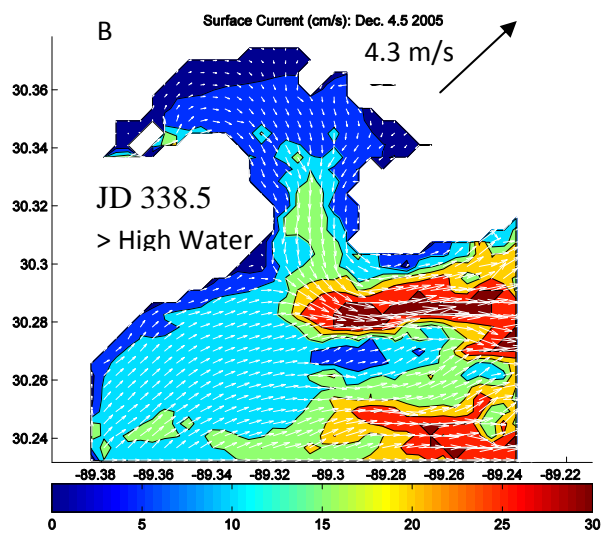 Surface Current (cm/s): Dec. 4.5 2005
B
4.3 m/s
30.36
30.34
JD 338.5
30.32
> High Water
30.3
30.28
30.26
30.24
-89.38 -89.36 -89.34 -89.32 -89.3 -89.28 -89.26 -89.24 -89.22
0 5 10 15 20 25 30